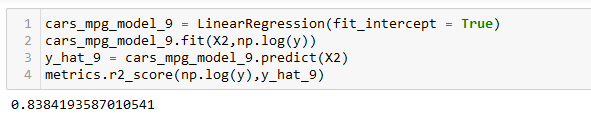 1 cars_mpg_model_9 = LinearRegression(fit_intercept = True)
2 cars_mpg_model_9.fit(X2,np.log(y))
3 y_hat_9 = cars_mpg_model_9.predict(X2)
4 metrics.r2_score(np.log(y),y_hat_9)
0.8384193587010541